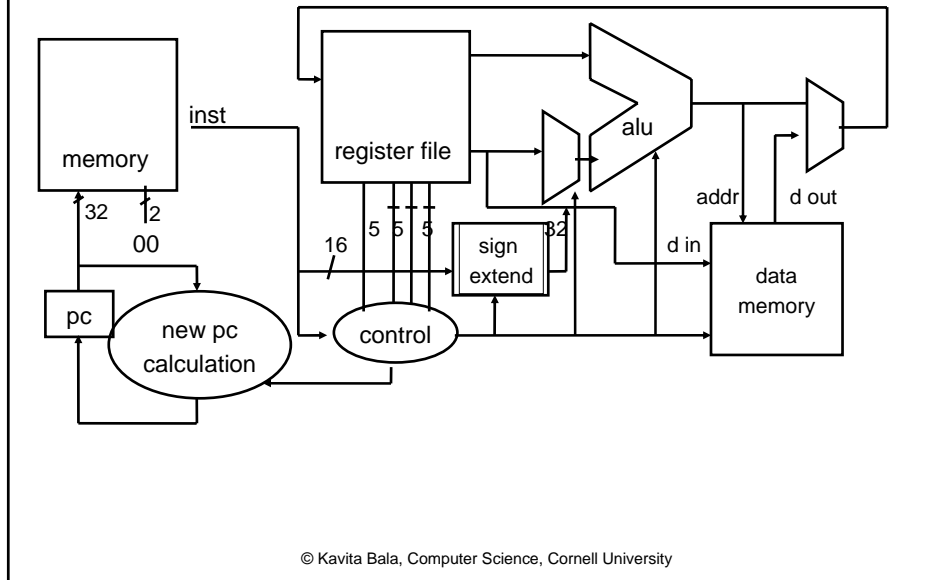 inst
memory
register file
alu
32
2
00
5
5
5
32
addr
d out
16
sign
extend
d in
data
memory
pc
new pc
calculation
control
© Kavita Bala, Computer Science, Cornell University